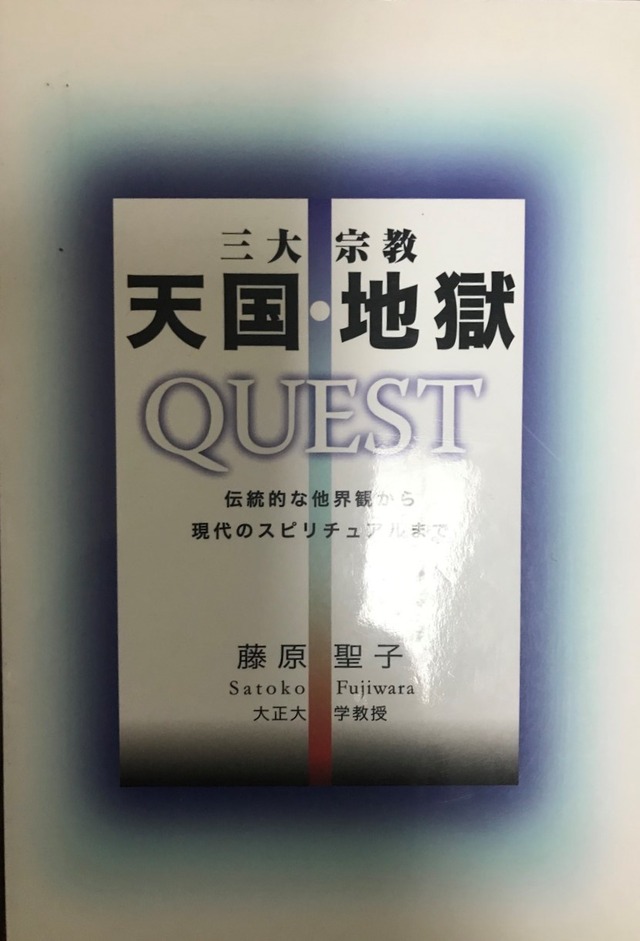 三大宗教
天国・地獄
QUEST
伝統的な他界観から
現代のスピリチュアルまで
藤原聖子
Satoko Fujiwara
大正大学教授